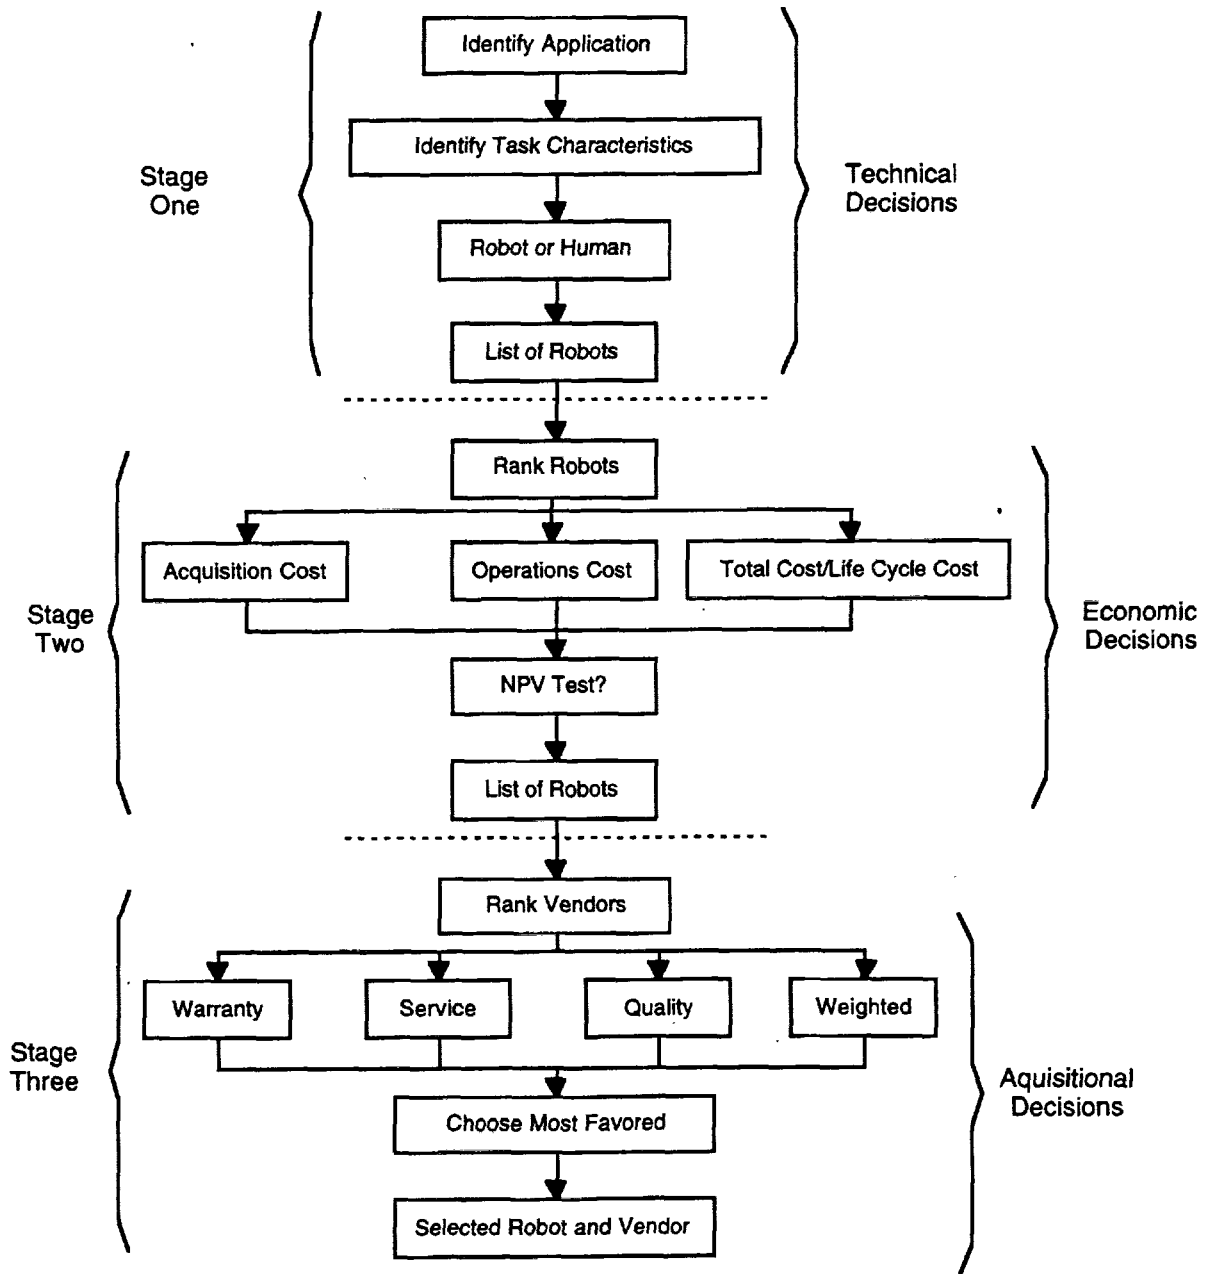 Identify Application
Identify Task Characteristics
Stage
One
Technical
Decisions
Robot or Human
List of Robots
Rank Robots
Acquisition Cost
Operations Cost
Total Cost/Life Cycle Cost
Stage
Two
Economic
Decisions
NPV Test?
List of Robots
Rank Vendors
Warranty
Service
Quality
Weighted
Stage
Three
Aquisitional
Decisions
Choose Most Favored
Selected Robot and Vendor